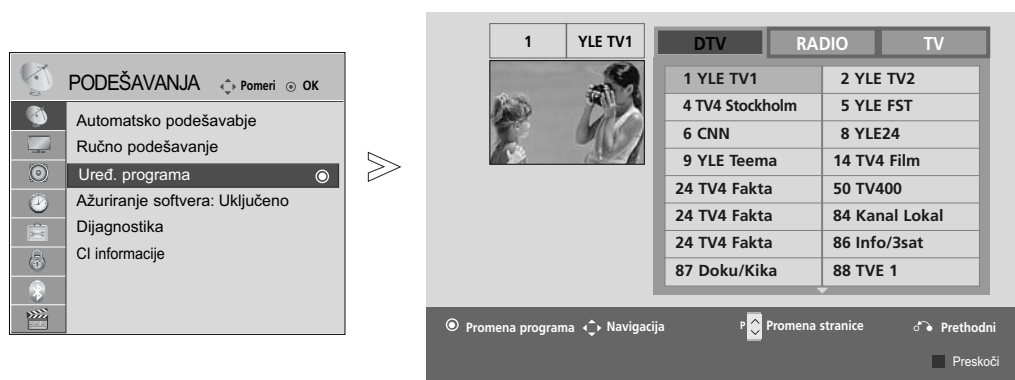 PODEŠAVANJA Pomeri OK
Automatsko podešavabje
Ručno podešavanje
Uređ. programa
Ažuriranje softvera: Uključeno
Dijagnostika
CI informacije
1 YLE TV1
DTV RADIO TV
1 YLE TV1 2 YLE TV2
4 TV4 Stockholm 5 YLE FST
6 CNN 8 YLE24
9 YLE Teema 14 TV4 Film
24 TV4 Fakta 50 TV400
24 TV4 Fakta 84 Kanal Lokal
24 TV4 Fakta 86 Info/3sat
87 Doku/Kika 88 TVE 1
Promena programa Navigacija P Promena stranice Prethodni
Preskoči